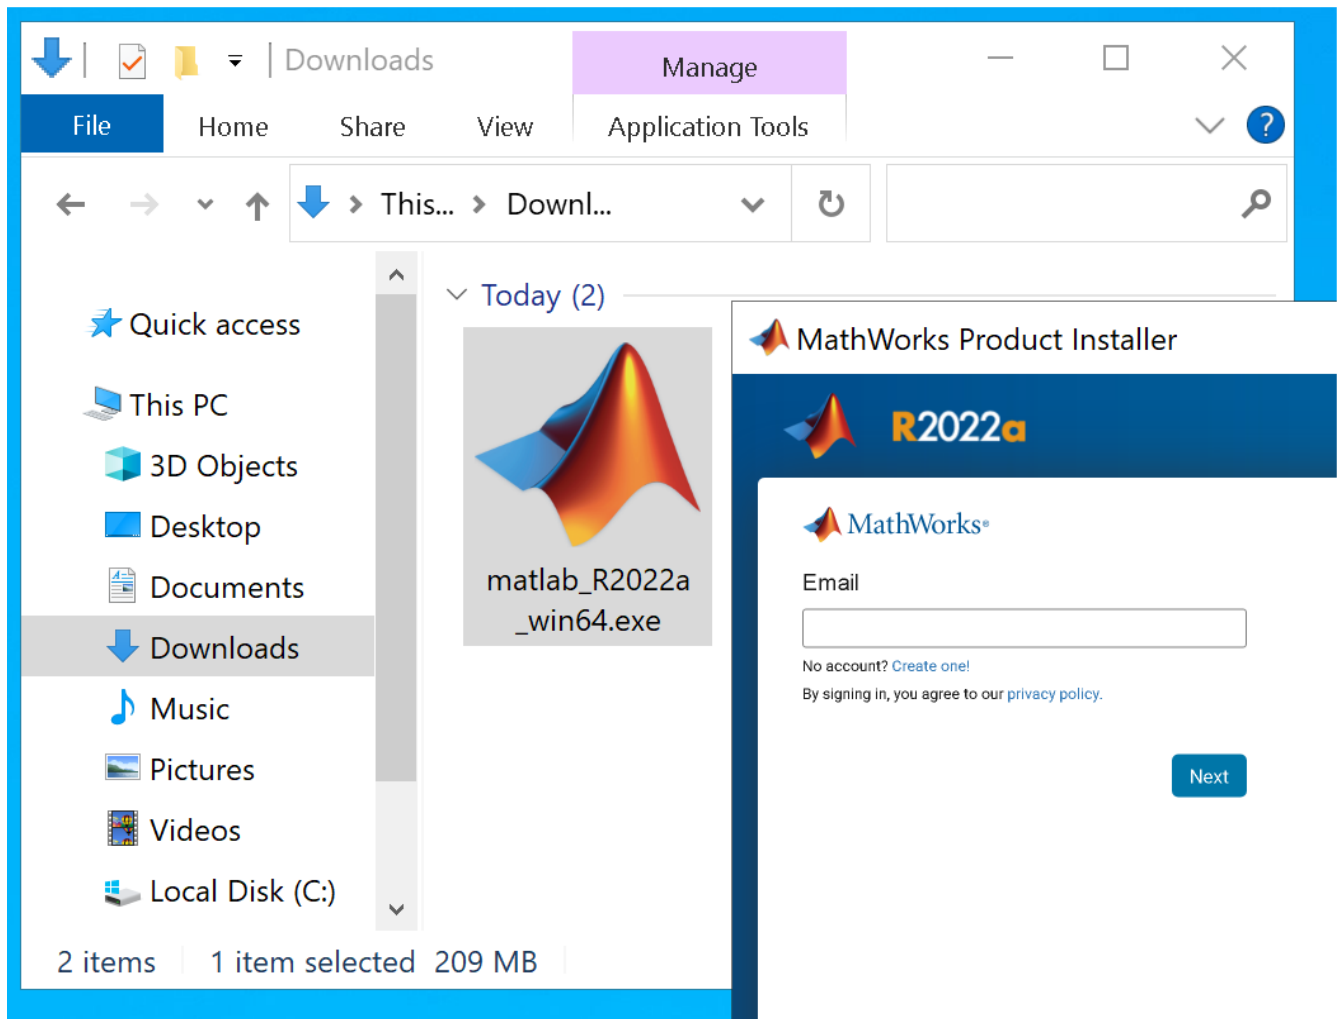 Downloads
Manage
File
Home
Share
View
Application Tools
?
This...
Downl...
Today (2)
Quick access
This PC
3D Objects
Desktop
Documents
Downloads
Music
Pictures
Videos
Local Disk (C:)
matlab_R2022a
_win64.exe
2 items
1 item selected 209 MB
MathWorks Product Installer
R2022a
MathWorks®
Email
No account? Create one!
By signing in, you agree to our privacy policy.
Next